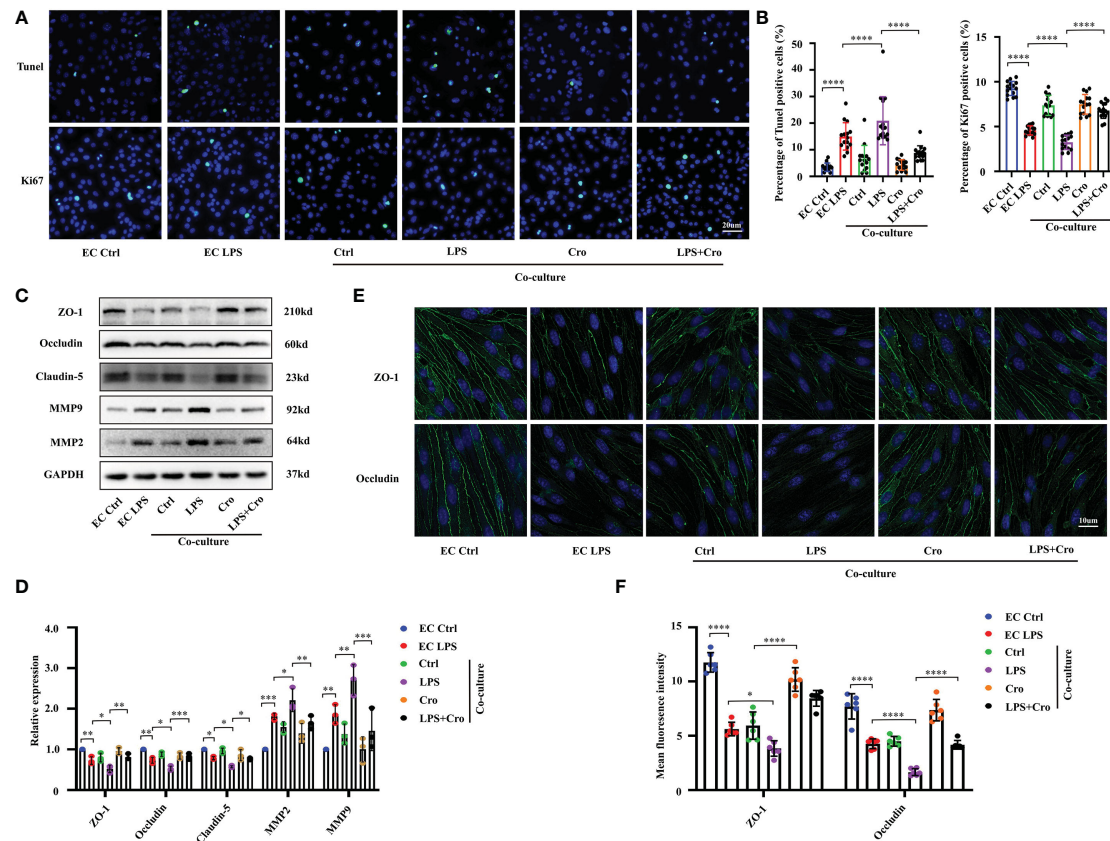 A
Tunel
Ki67
20um
EC Ctrl
EC LPS
Ctrl
LPS
Cro
LPS+Cro
Co-culture
B
Percentage of Tunel positive cells (%)
50
40
30
20
10
0
****
****
****
EC Ctrl
EC LPS
Ctrl
LPS
Cro
LPS+Cro
Co-culture
Percentage of Ki67 positive cells (%)
15
10
5
0
****
****
****
EC Ctrl
EC LPS
Ctrl
LPS
Cro
LPS+Cro
Co-culture
C
ZO-1 210kd
Occludin 60kd
Claudin-5 23kd
MMP9 92kd
MMP2 64kd
GAPDH 37kd
EC Ctrl
EC LPS
Ctrl
LPS
Cro
LPS+Cro
Co-culture
E
ZO-1
Occludin
10um
EC Ctrl
EC LPS
Ctrl
LPS
Cro
LPS+Cro
Co-culture
D
Relative expression
4.0
3.0
2.0
1.0
0.0
** * **
** * ***
* * *
*** * **
** ** ***
ZO-1
Occludin
Claudin-5
MMP2
MMP9
EC Ctrl
EC LPS
Ctrl
LPS
Cro
LPS+Cro
Co-culture
F
Mean fluoresence intensity
15
10
5
0
**** * ****
**** **** ****
ZO-1
Occludin
EC Ctrl
EC LPS
Ctrl
LPS
Cro
LPS+Cro
Co-culture